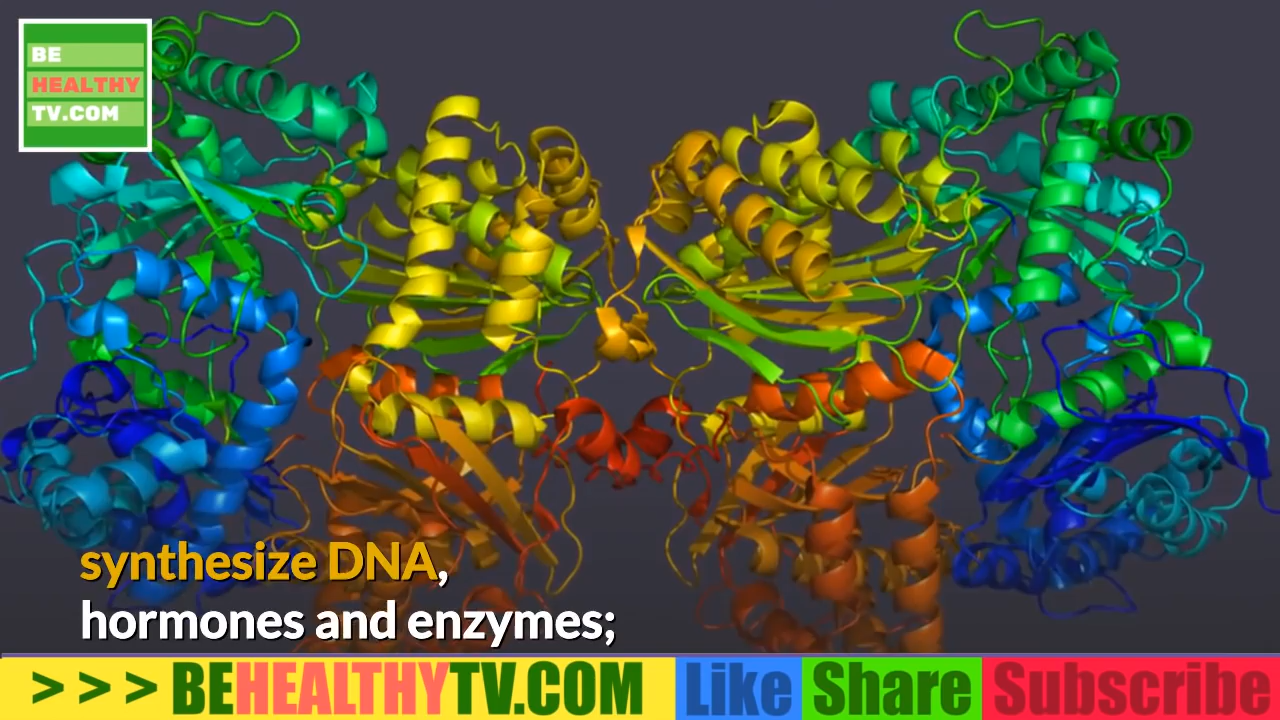 BE
HEALTHY
TV.COM
synthesize DNA,
hormones and enzymes;
> > > BEHEALTHYTV.COM Like Share Subscribe